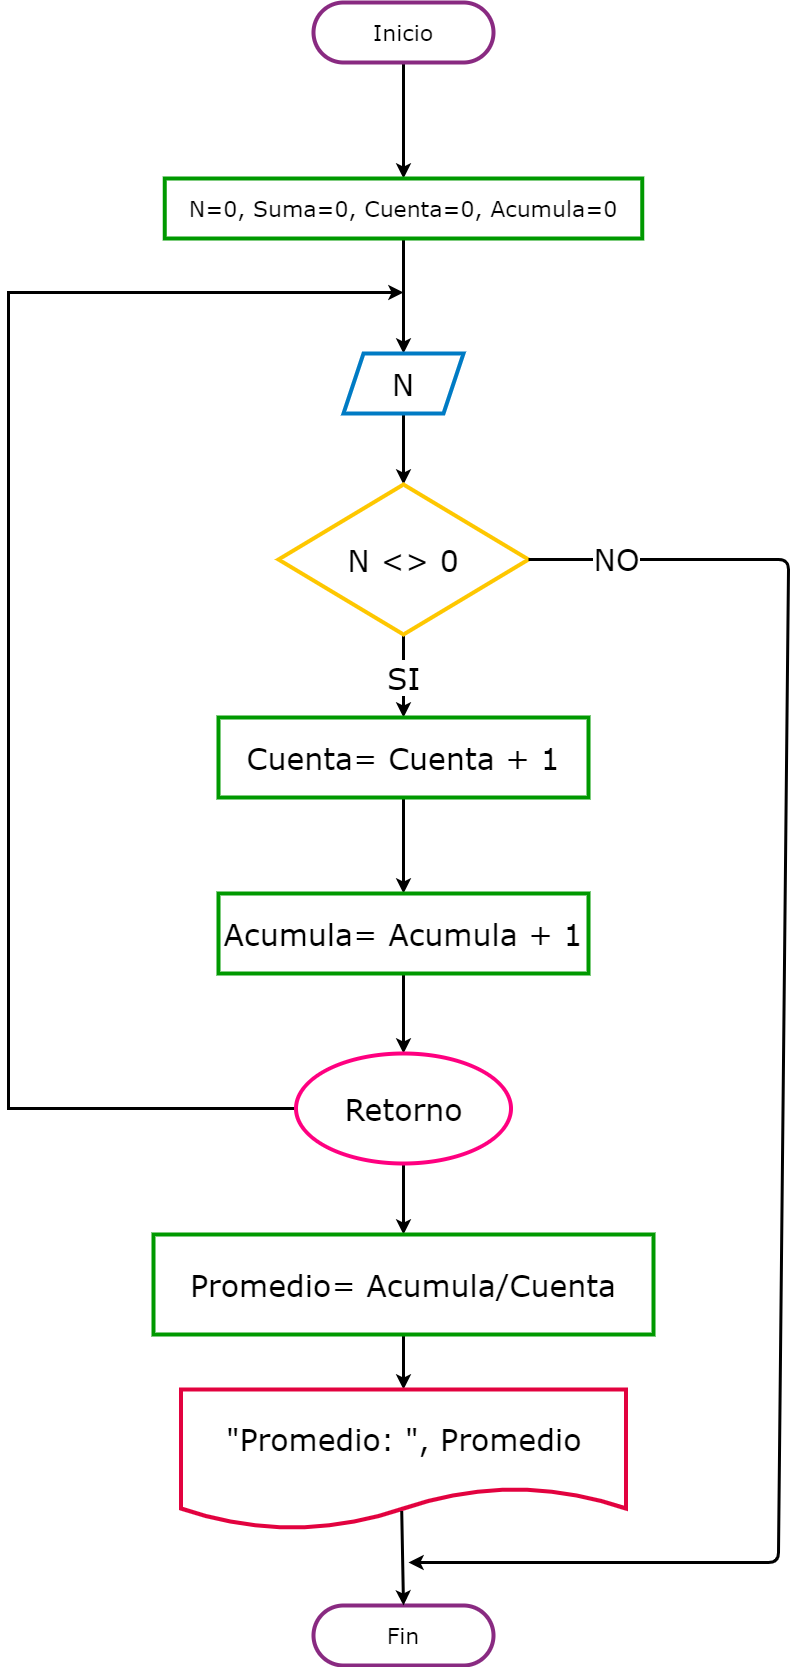 Inicio
N=0, Suma=0, Cuenta=0, Acumula=0
N
N <> 0
NO
SI
Cuenta= Cuenta + 1
Acumula= Acumula + 1
Retorno
Promedio= Acumula/Cuenta
"Promedio: ", Promedio
Fin